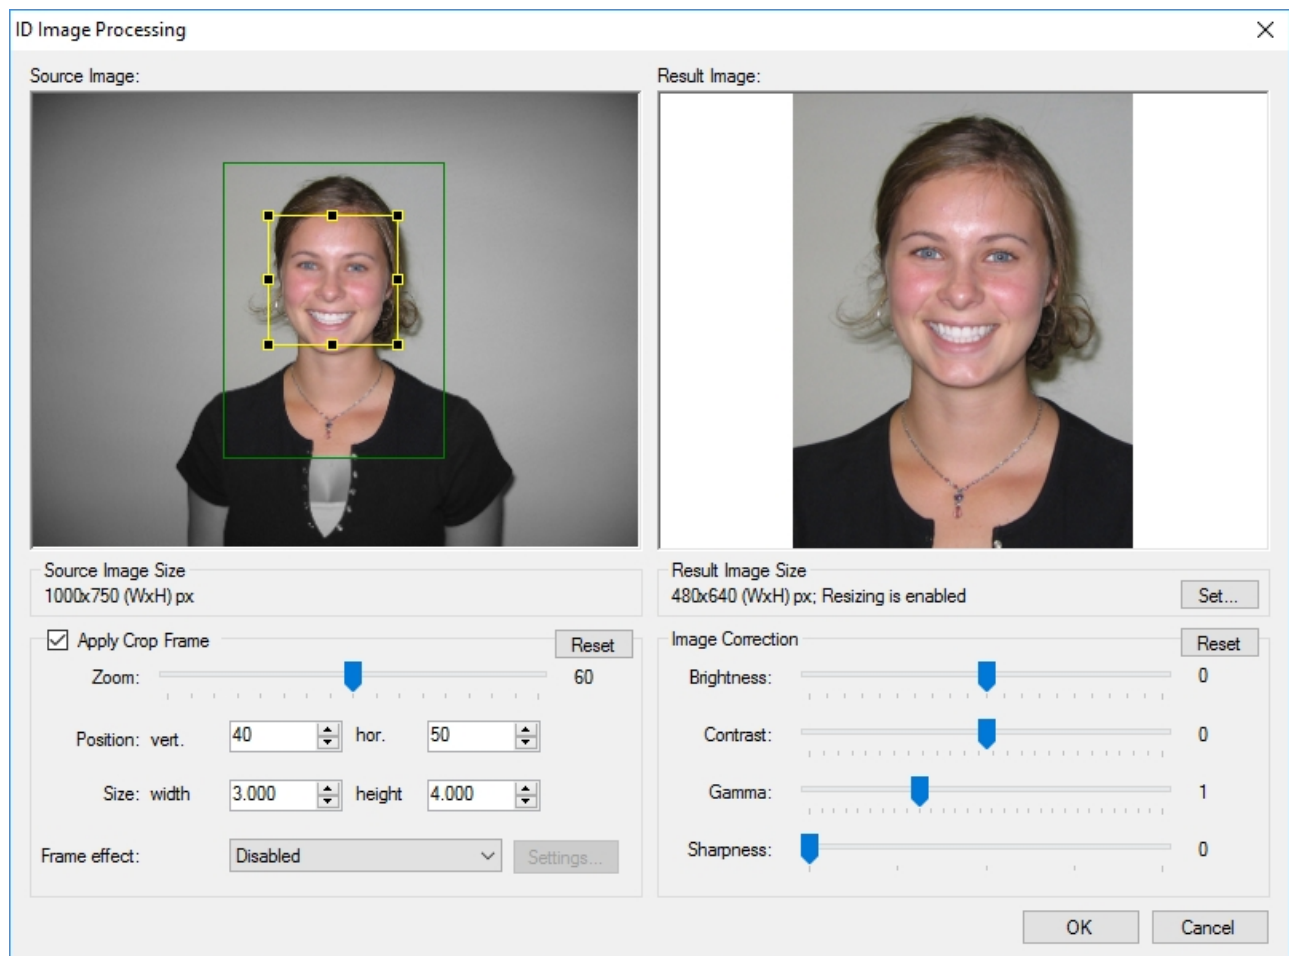 ID Image Processing
Source Image:
Result Image:
Source Image Size
1000x750 (WxH) px
Result Image Size
480x640 (WxH) px; Resizing is enabled
Set...
Apply Crop Frame
Reset
Zoom:
60
Position: vert.
40
hor.
50
Size: width
3.000
height
4.000
Frame effect:
Disabled
Settings...
Image Correction
Reset
Brightness:
0
Contrast:
0
Gamma:
1
Sharpness:
0
OK
Cancel